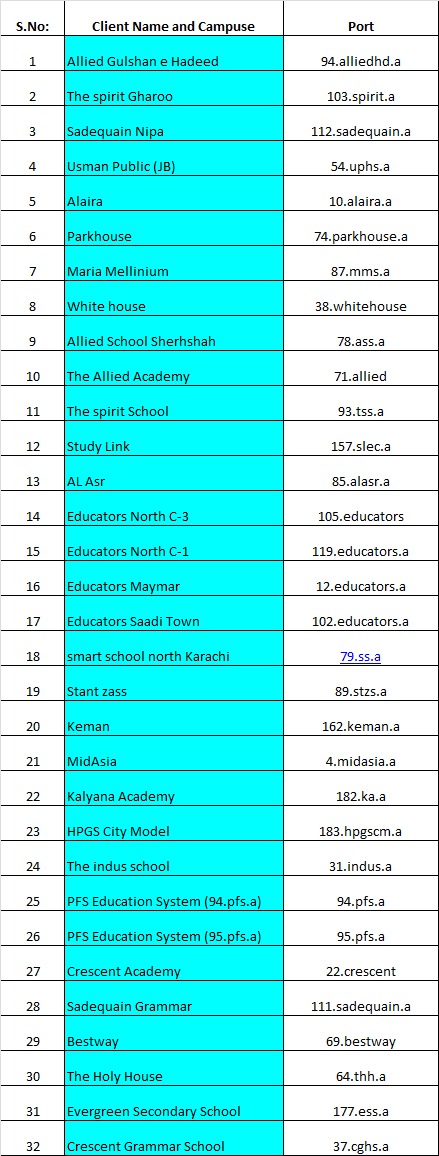 S.No: Client Name and Campuse Port
1 Allied Gulshan e Hadeed 94.alliedhd.a
2 The spirit Gharoo 103.spirit.a
3 Sadequain Nipa 112.sadequain.a
4 Usman Public (JB) 54.uphs.a
5 Alaira 10.alaira.a
6 Parkhouse 74.parkhouse.a
7 Maria Mellinium 87.mms.a
8 White house 38.whitehouse
9 Allied School Sherhshah 78.ass.a
10 The Allied Academy 71.allied
11 The spirit School 93.tss.a
12 Study Link 157.slec.a
13 AL Asr 85.alasr.a
14 Educators North C-3 105.educators
15 Educators North C-1 119.educators.a
16 Educators Maymar 12.educators.a
17 Educators Saadi Town 102.educators.a
18 smart school north Karachi 79.ss.a
19 Stant zass 89.stzs.a
20 Keman 162.keman.a
21 MidAsia 4.midasia.a
22 Kalyana Academy 182.ka.a
23 HPGS City Model 183.hpgscm.a
24 The indus school 31.indus.a
25 PFS Education System (94.pfs.a) 94.pfs.a
26 PFS Education System (95.pfs.a) 95.pfs.a
27 Crescent Academy 22.crescent
28 Sadequain Grammar 111.sadequain.a
29 Bestway 69.bestway
30 The Holy House 64.thh.a
31 Evergreen Secondary School 177.ess.a
32 Crescent Grammar School 37.cghs.a